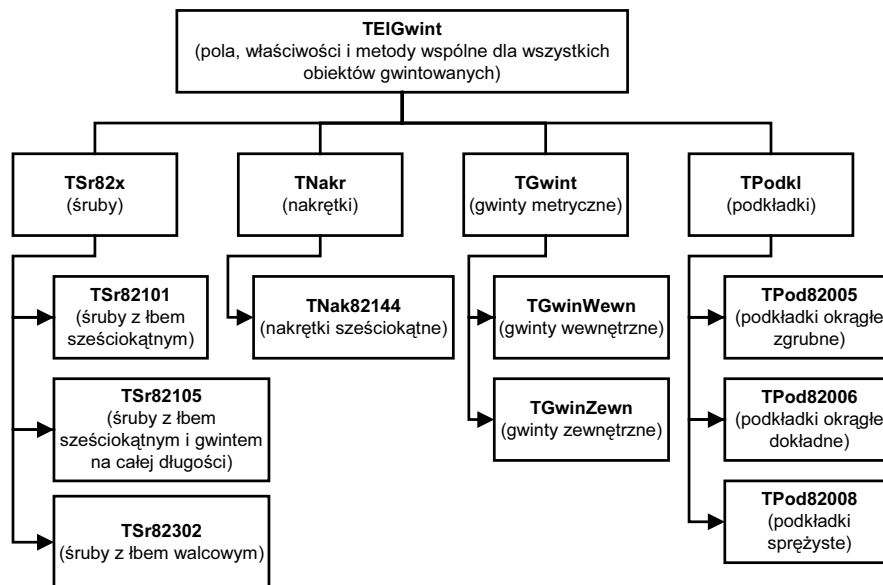 TElGwint
(pola, właściwości i metody wspólne dla wszystkich
obiektów gwintowanych)
TSr82x
(śruby)
TNakr
(nakrętki)
TGwint
(gwinty metryczne)
TPodkl
(podkładki)
TSr82101
(śruby z łbem
sześciokątnym)
TNak82144
(nakrętki sześciokątne)
TGwinWewn
(gwinty wewnętrzne)
TPod82005
(podkładki okrągłe
zgrubne)
TSr82105
(śruby z łbem
sześciokątnym i gwintem
na całej długości)
TGwinZewn
(gwinty zewnętrzne)
TPod82006
(podkładki okrągłe
dokładne)
TSr82302
(śruby z łbem walcowym)
TPod82008
(podkładki
sprężyste)